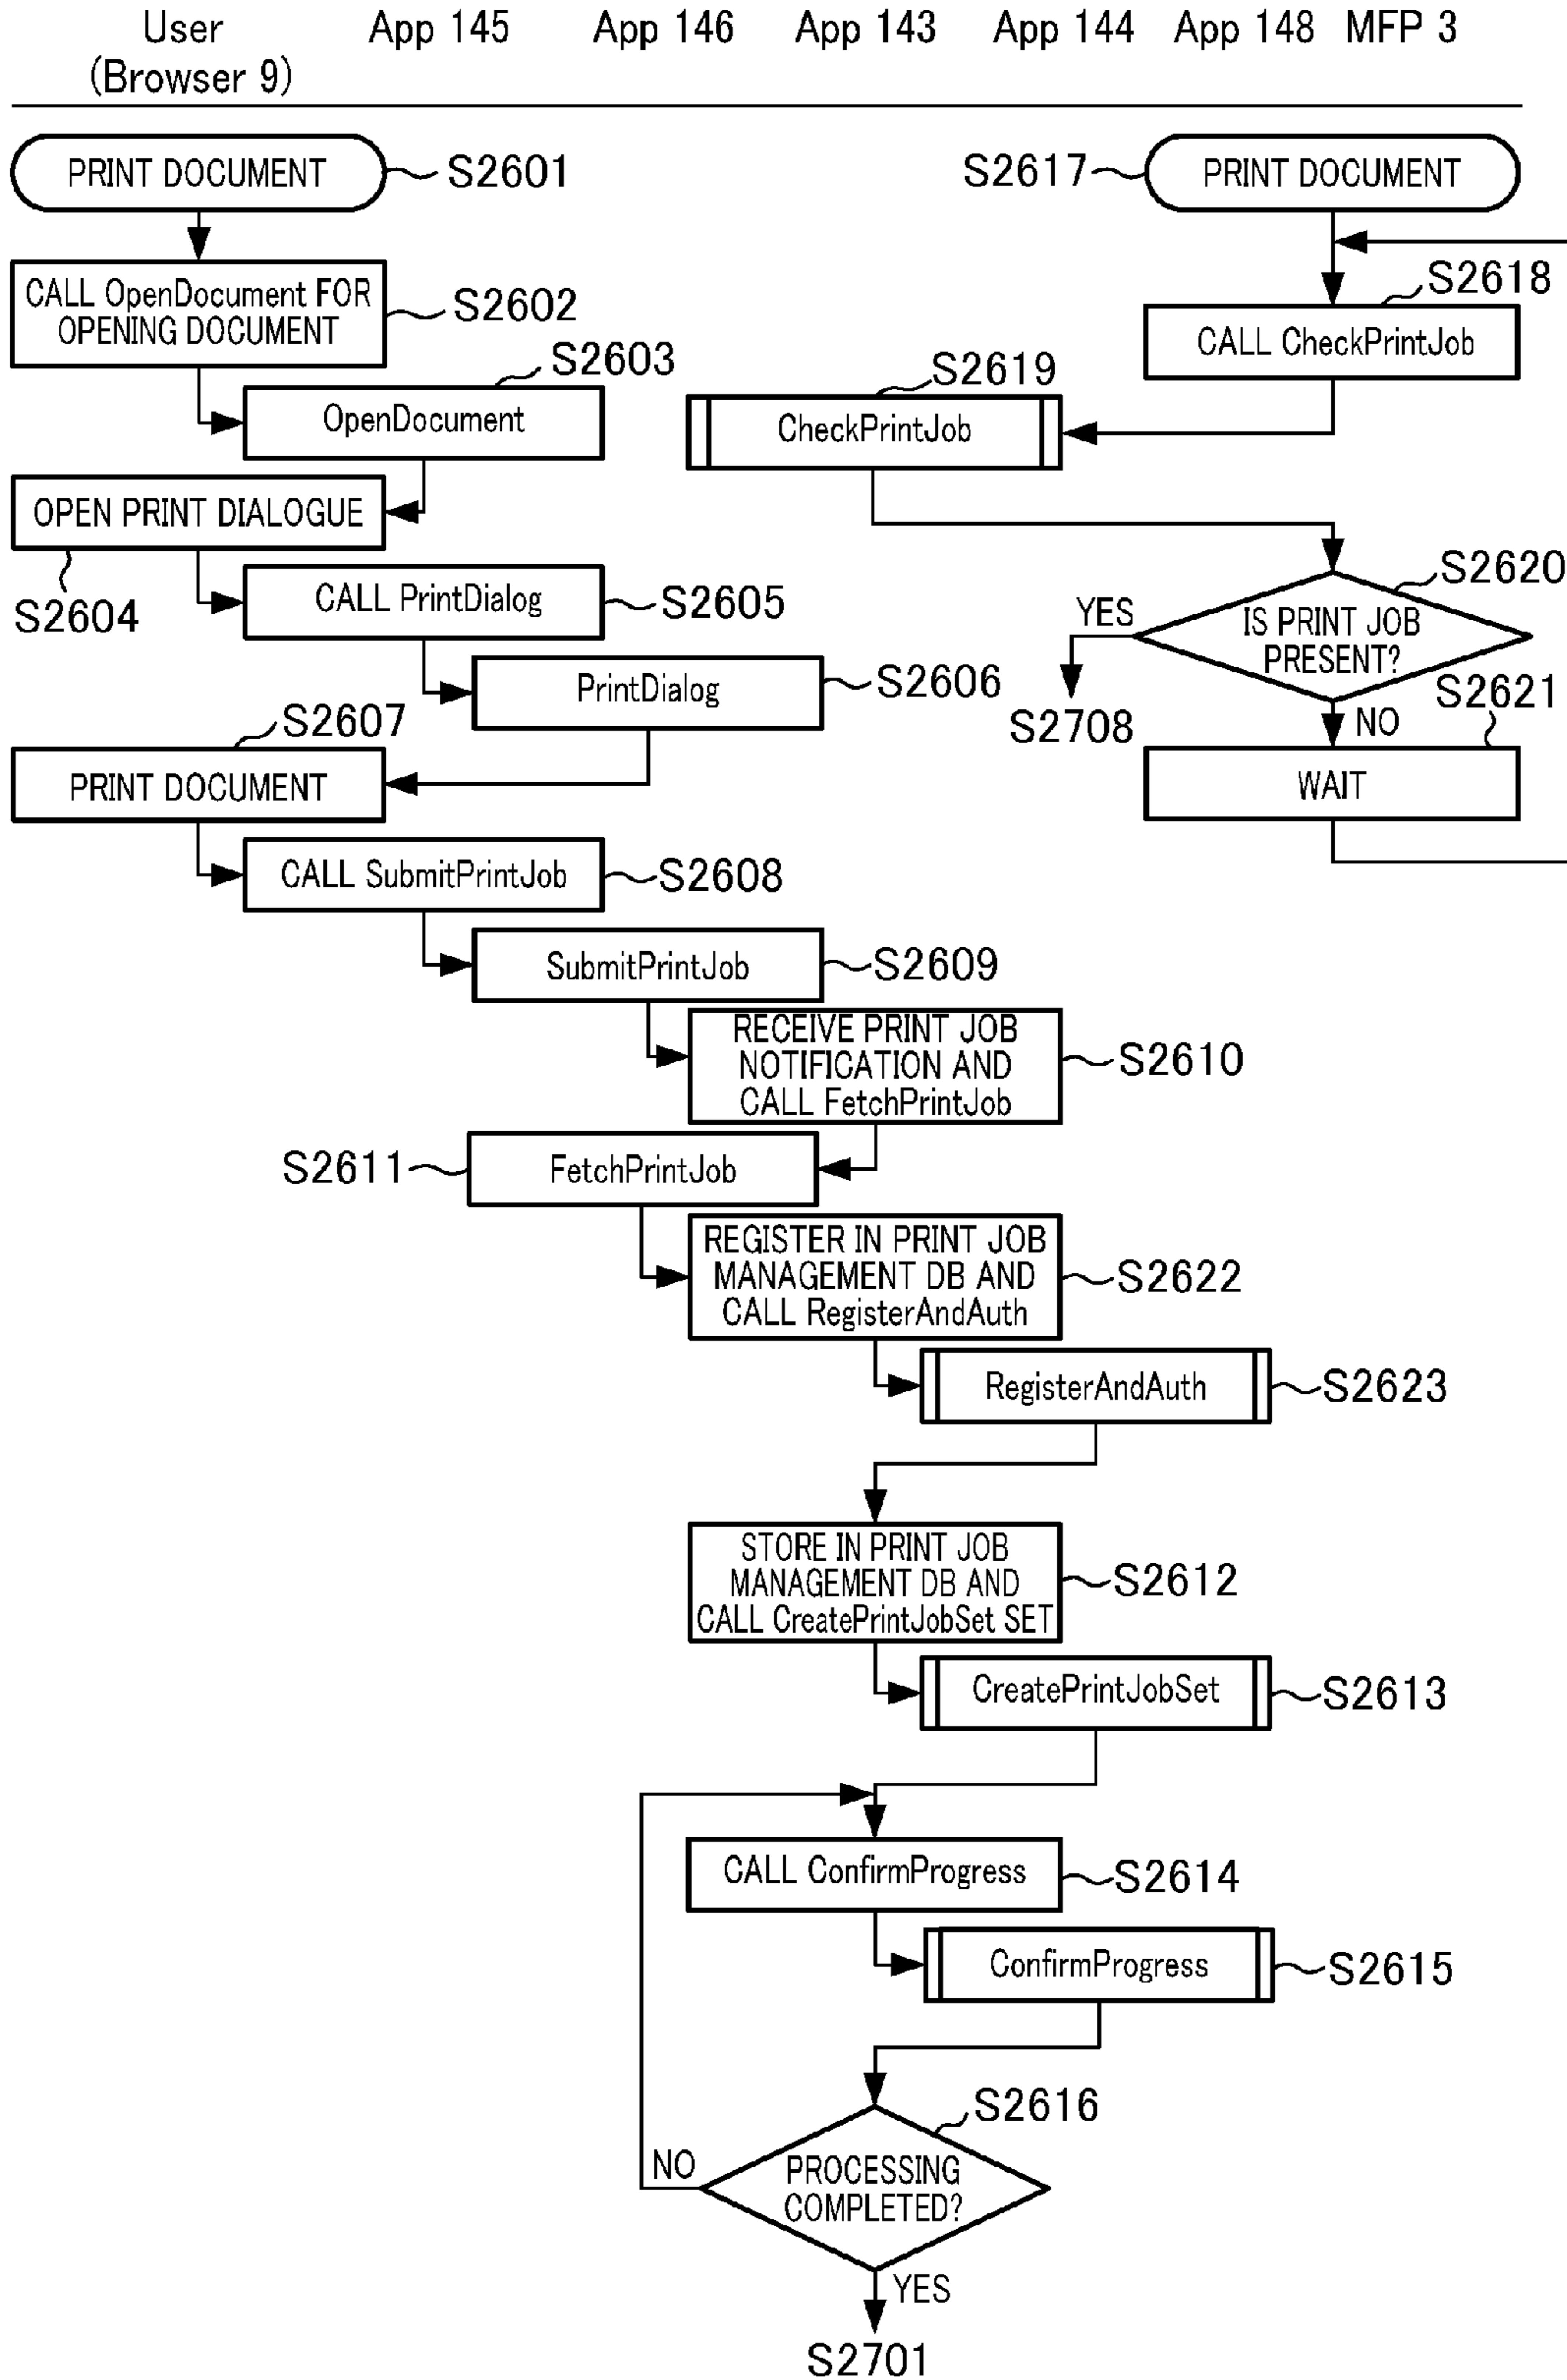 User App 145 App 146 App 143 App 144 App 148 MFP 3
(Browser 9)
PRINT DOCUMENT S2601
S2617 PRINT DOCUMENT
CALL OpenDocument FOR
OPENING DOCUMENT
S2602
S2618
CALL CheckPrintJob
S2603
OpenDocument
S2619
CheckPrintJob
OPEN PRINT DIALOGUE
S2604
CALL PrintDialog S2605
S2620
IS PRINT JOB
PRESENT?
YES
S2708
NO
PrintDialog S2606
S2621
WAIT
S2607
PRINT DOCUMENT
CALL SubmitPrintJob S2608
SubmitPrintJob S2609
RECEIVE PRINT JOB
NOTIFICATION AND
CALL FetchPrintJob
S2610
S2611 FetchPrintJob
REGISTER IN PRINT JOB
MANAGEMENT DB AND
CALL RegisterAndAuth
S2622
RegisterAndAuth S2623
STORE IN PRINT JOB
MANAGEMENT DB AND
CALL CreatePrintJobSet SET
S2612
CreatePrintJobSet S2613
CALL ConfirmProgress S2614
ConfirmProgress S2615
S2616
NO
PROCESSING
COMPLETED?
YES
S2701